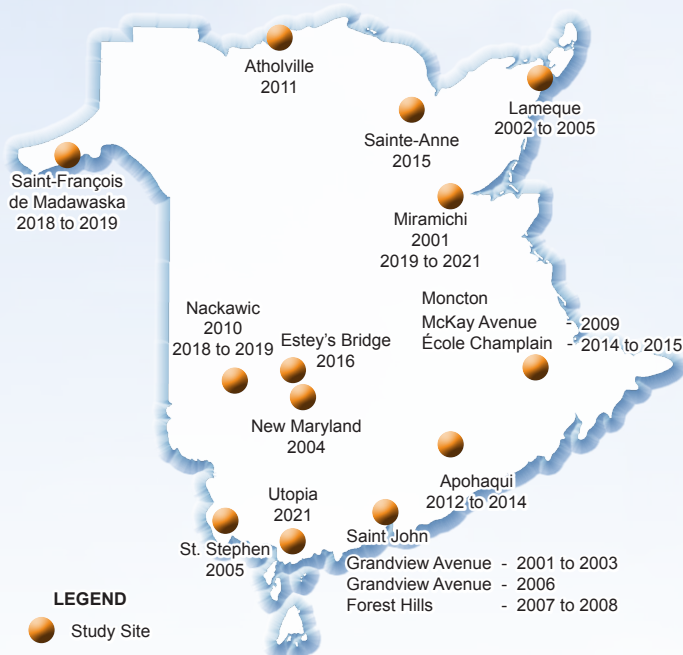 Atholville
2011
Lameque
2002 to 2005
Sainte-Anne
2015
Saint-François
de Madawaska
2018 to 2019
Miramichi
2001
2019 to 2021
Moncton
McKay Avenue - 2009
École Champlain - 2014 to 2015
Nackawic
2010
2018 to 2019
Estey's Bridge
2016
New Maryland
2004
Apohaqui
2012 to 2014
Utopia
2021
St. Stephen
2005
Saint John
Grandview Avenue - 2001 to 2003
Grandview Avenue - 2006
Forest Hills - 2007 to 2008
LEGEND
Study Site